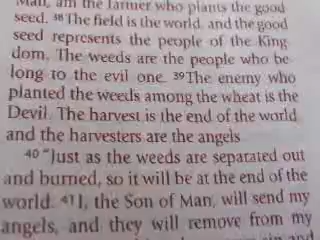 Man, am the farmer who plants the good
seed. 38 The field is the world, and the good
seed represents the people of the King-
dom. The weeds are the people who be-
long to the evil one. 39 The enemy who
planted the weeds among the wheat is the
Devil. The harvest is the end of the world,
and the harvesters are the angels.
40 "Just as the weeds are separated out
and burned, so it will be at the end of the
world. 41 I, the Son of Man, will send my
angels, and they will remove from my
sin and